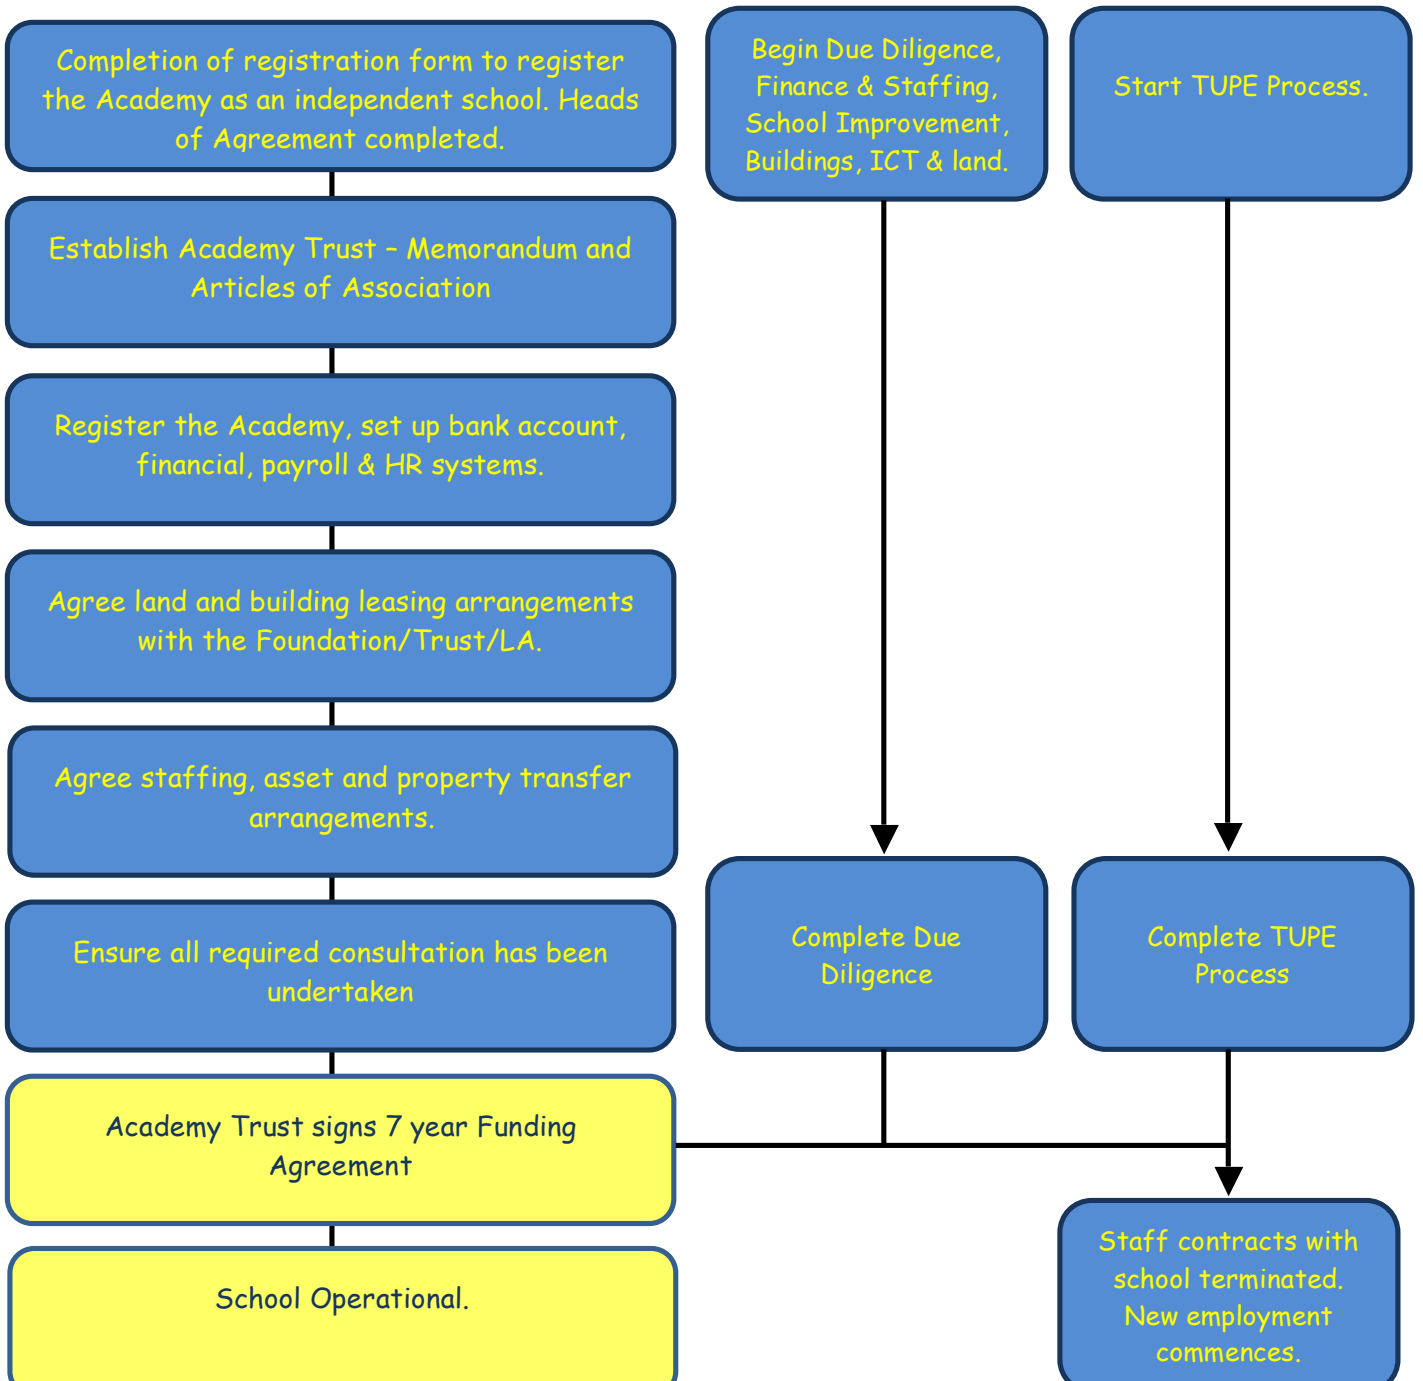 Completion of registration form to register
the Academy as an independent school. Heads
of Agreement completed.
Establish Academy Trust – Memorandum and
Articles of Association
Register the Academy, set up bank account,
financial, payroll & HR systems.
Agree land and building leasing arrangements
with the Foundation/Trust/LA.
Agree staffing, asset and property transfer
arrangements.
Ensure all required consultation has been
undertaken
Academy Trust signs 7 year Funding
Agreement
School Operational.
Begin Due Diligence,
Finance & Staffing,
School Improvement,
Buildings, ICT & land.
Complete Due
Diligence
Start TUPE Process.
Complete TUPE
Process
Staff contracts with
school terminated.
New employment
commences.